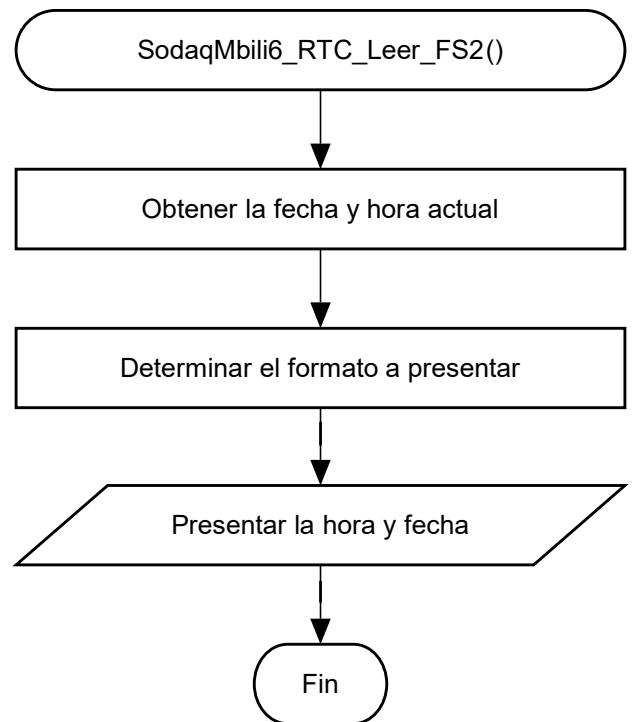 SodaqMbili6_RTC_Leer_FS2()
Obtener la fecha y hora actual
Determinar el formato a presentar
Presentar la hora y fecha
Fin